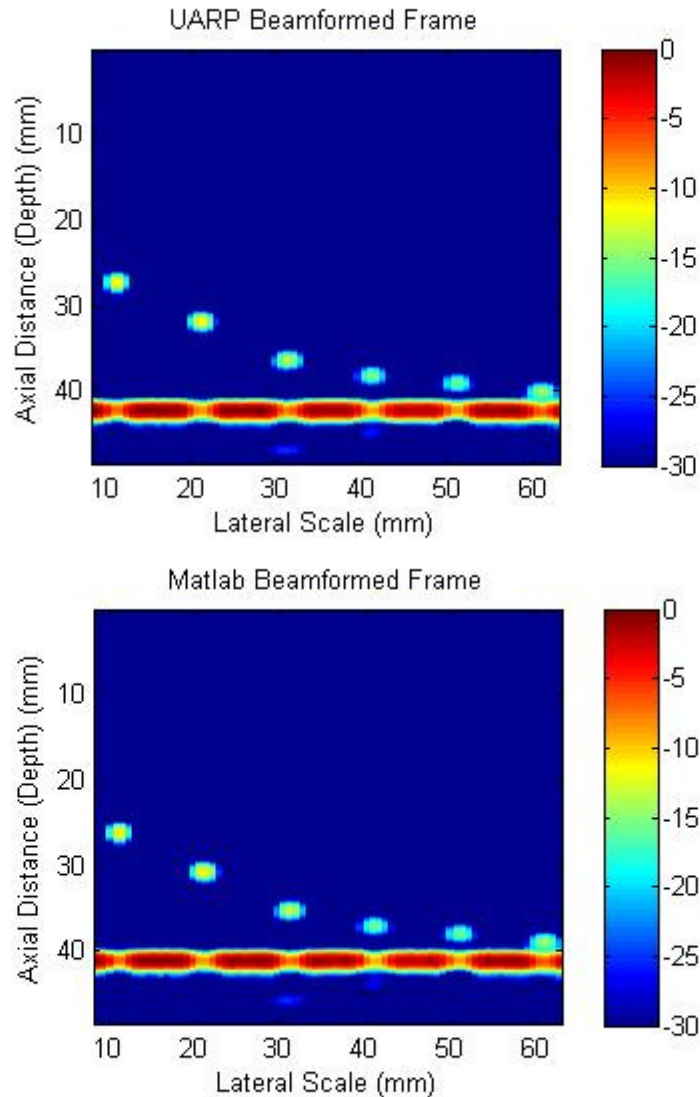 UARP Beamformed Frame
Axial Distance (Depth) (mm)
10
20
30
40
10 20 30 40 50 60
Lateral Scale (mm)
0
-5
-10
-15
-20
-25
-30
Matlab Beamformed Frame
Axial Distance (Depth) (mm)
10
20
30
40
10 20 30 40 50 60
Lateral Scale (mm)
0
-5
-10
-15
-20
-25
-30